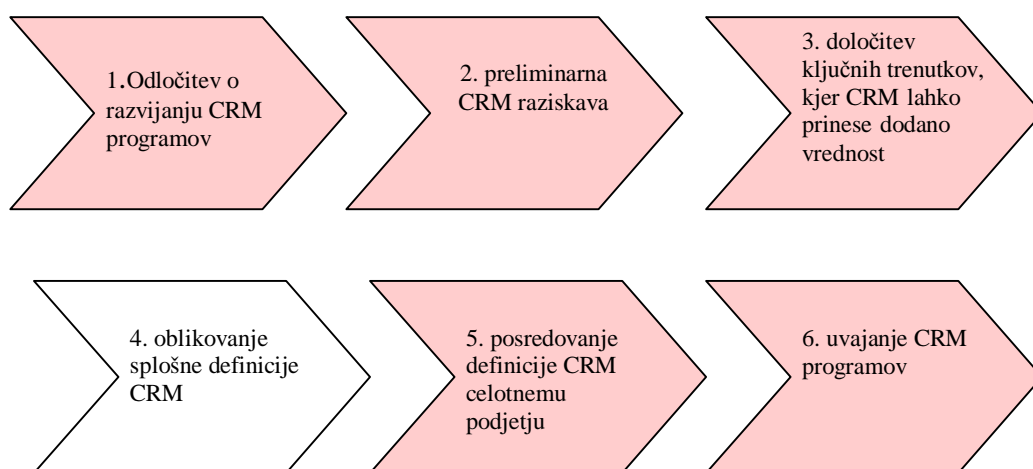 1.Odločitev o
razvijanju CRM
programov
2. preliminarna
CRM raziskava
3. določitev
ključnih trenutkov,
kjer CRM lahko
prinese dodano
vrednost
4. oblikovanje
splošne definicije
CRM
5. posredovanje
definicije CRM
celotnemu
podjetju
6. uvajanje CRM
programov